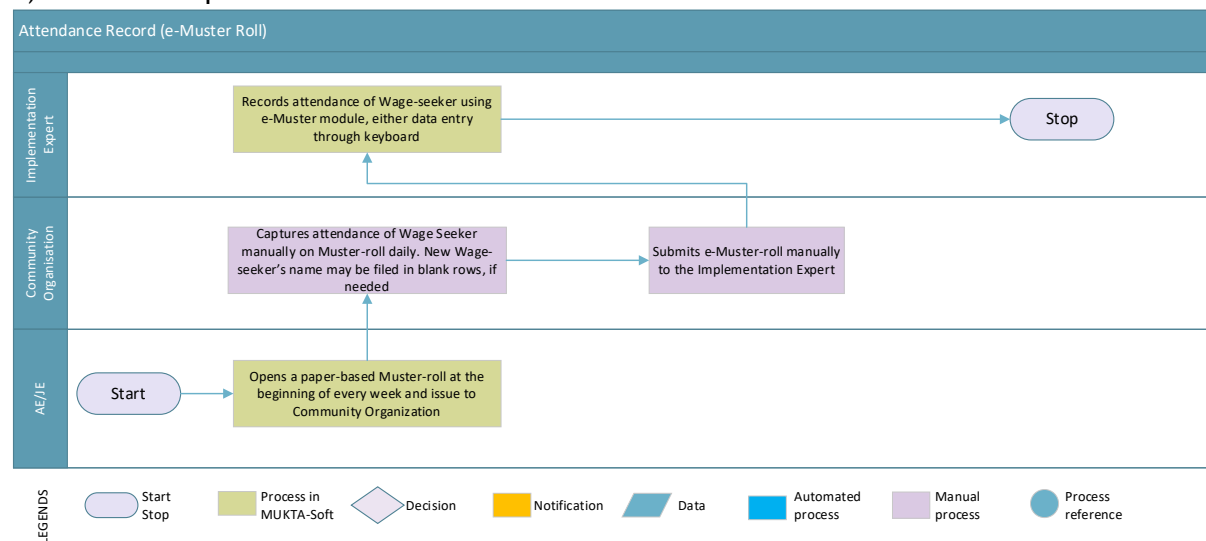 Attendance Record (e-Muster Roll)
Implementation
Expert
Records attendance of Wage-seeker using
e-Muster module, either data entry
through keyboard
Stop
Community
Organisation
Captures attendance of Wage Seeker
manually on Muster-roll daily. New Wage-
seeker's name may be filed in blank rows, if
needed
Submits e-Muster-roll manually
to the Implementation Expert
AE/JE
Start
Opens a paper-based Muster-roll at the
beginning of every week and issue to
Community Organization
LEGENDS
Start
Stop
Process in
MUKTA-Soft
Decision
Notification
Data
Automated
process
Manual
process
Process
reference